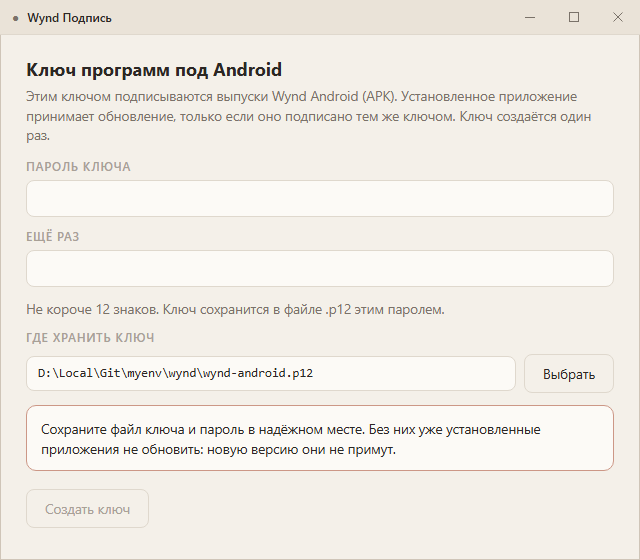 Wynd Подпись
Ключ программ под Android
Этим ключом подписываются выпуски Wynd Android (APK). Установленное приложение
принимает обновление, только если оно подписано тем же ключом. Ключ создаётся один
раз.
ПАРОЛЬ КЛЮЧА
ЕЩЁ РАЗ
Не короче 12 знаков. Ключ сохранится в файле .p12 этим паролем.
ГДЕ ХРАНИТЬ КЛЮЧ
D:\Local\Git\myenv\wynd\wynd-android.p12
Выбрать
Сохраните файл ключа и пароль в надёжном месте. Без них уже установленные
приложения не обновить: новую версию они не примут.
Создать ключ